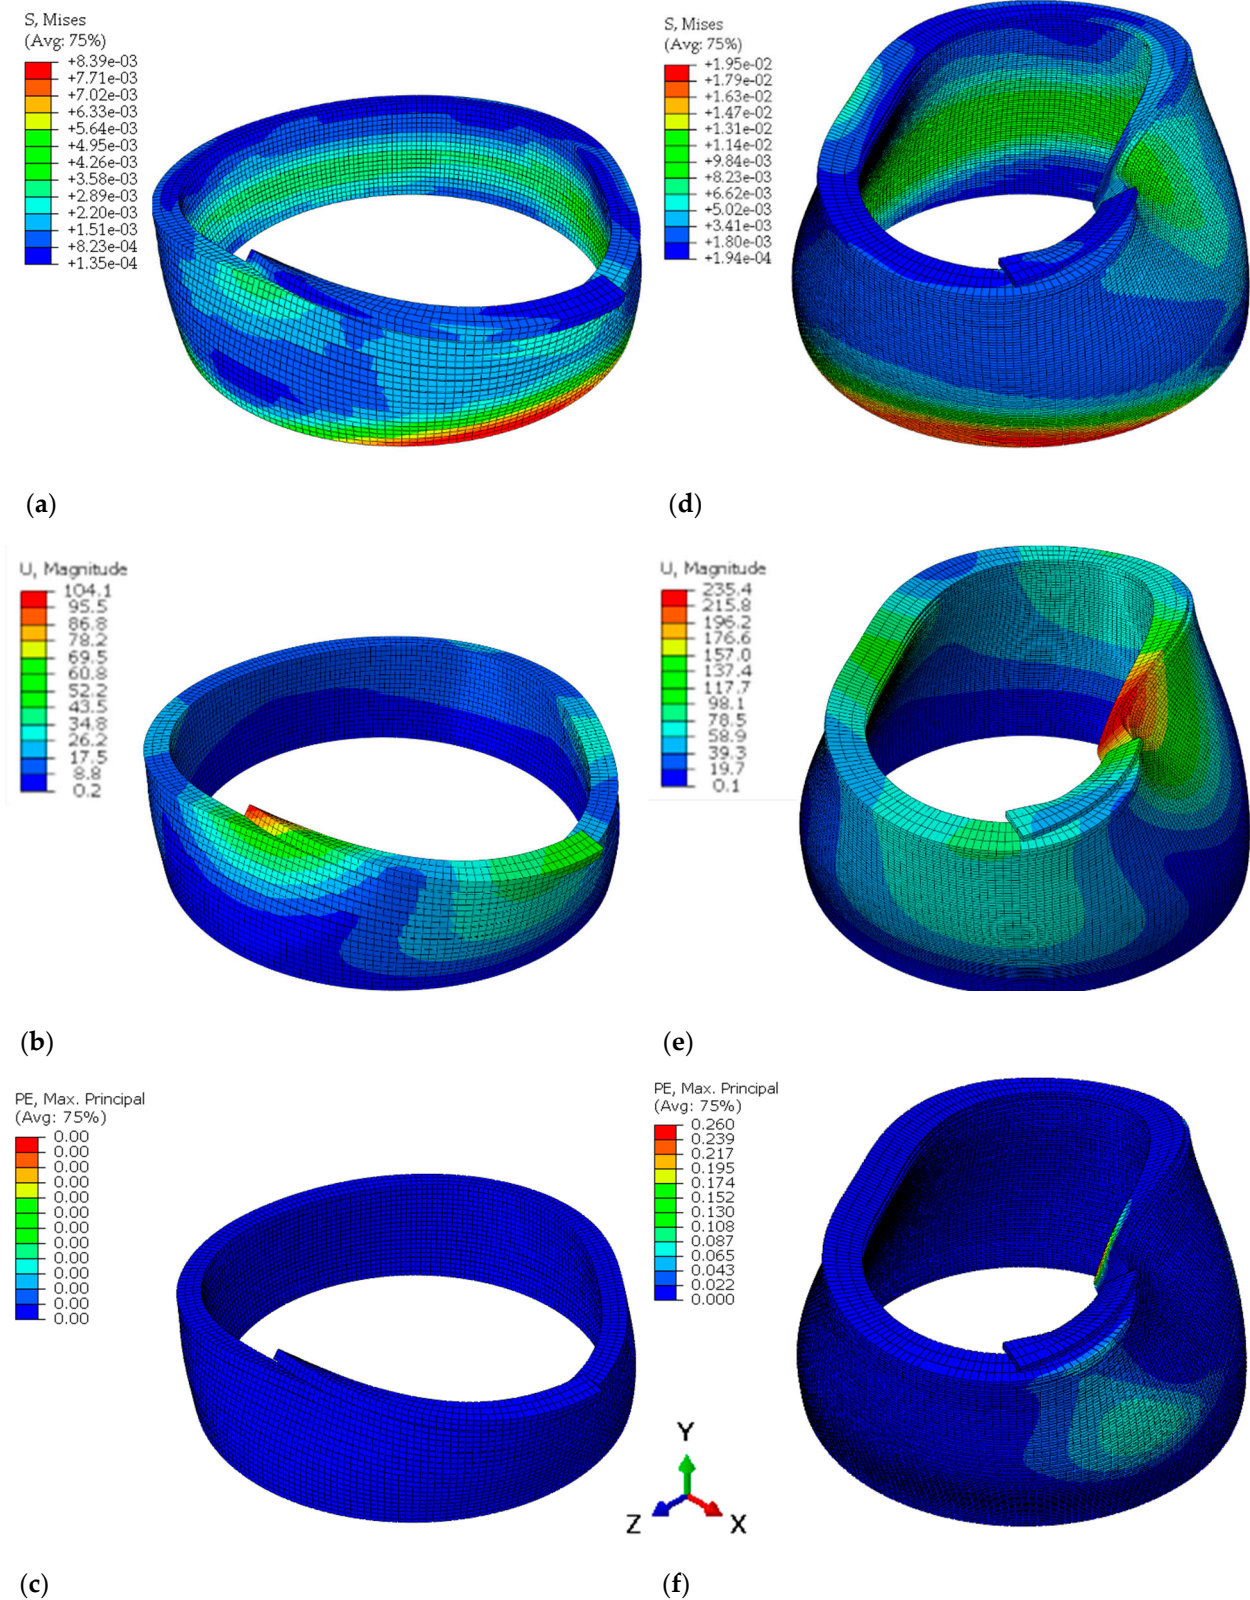 S, Mises
(Avg: 75%)
+8.39e-03
+7.71e-03
+7.02e-03
+6.33e-03
+5.64e-03
+4.95e-03
+4.26e-03
+3.58e-03
+2.89e-03
+2.20e-03
+1.51e-03
+8.23e-04
+1.35e-04
(a)
S, Mises
(Avg: 75%)
+1.95e-02
+1.79e-02
+1.63e-02
+1.47e-02
+1.31e-02
+1.14e-02
+9.84e-03
+8.23e-03
+6.62e-03
+5.02e-03
+3.41e-03
+1.80e-03
+1.94e-04
(d)
U, Magnitude
104.1
95.5
86.8
78.2
69.5
60.8
52.2
43.5
34.8
26.2
17.5
8.8
0.2
(b)
U, Magnitude
235.4
215.8
196.2
176.6
157.0
137.4
117.7
98.1
78.5
58.9
39.3
19.7
0.1
(e)
PE, Max. Principal
(Avg: 75%)
0.00
0.00
0.00
0.00
0.00
0.00
0.00
0.00
0.00
0.00
0.00
0.00
0.00
(c)
PE, Max. Principal
(Avg: 75%)
0.260
0.239
0.217
0.195
0.174
0.152
0.130
0.108
0.087
0.065
0.043
0.022
0.000
Y
Z
X
(f)